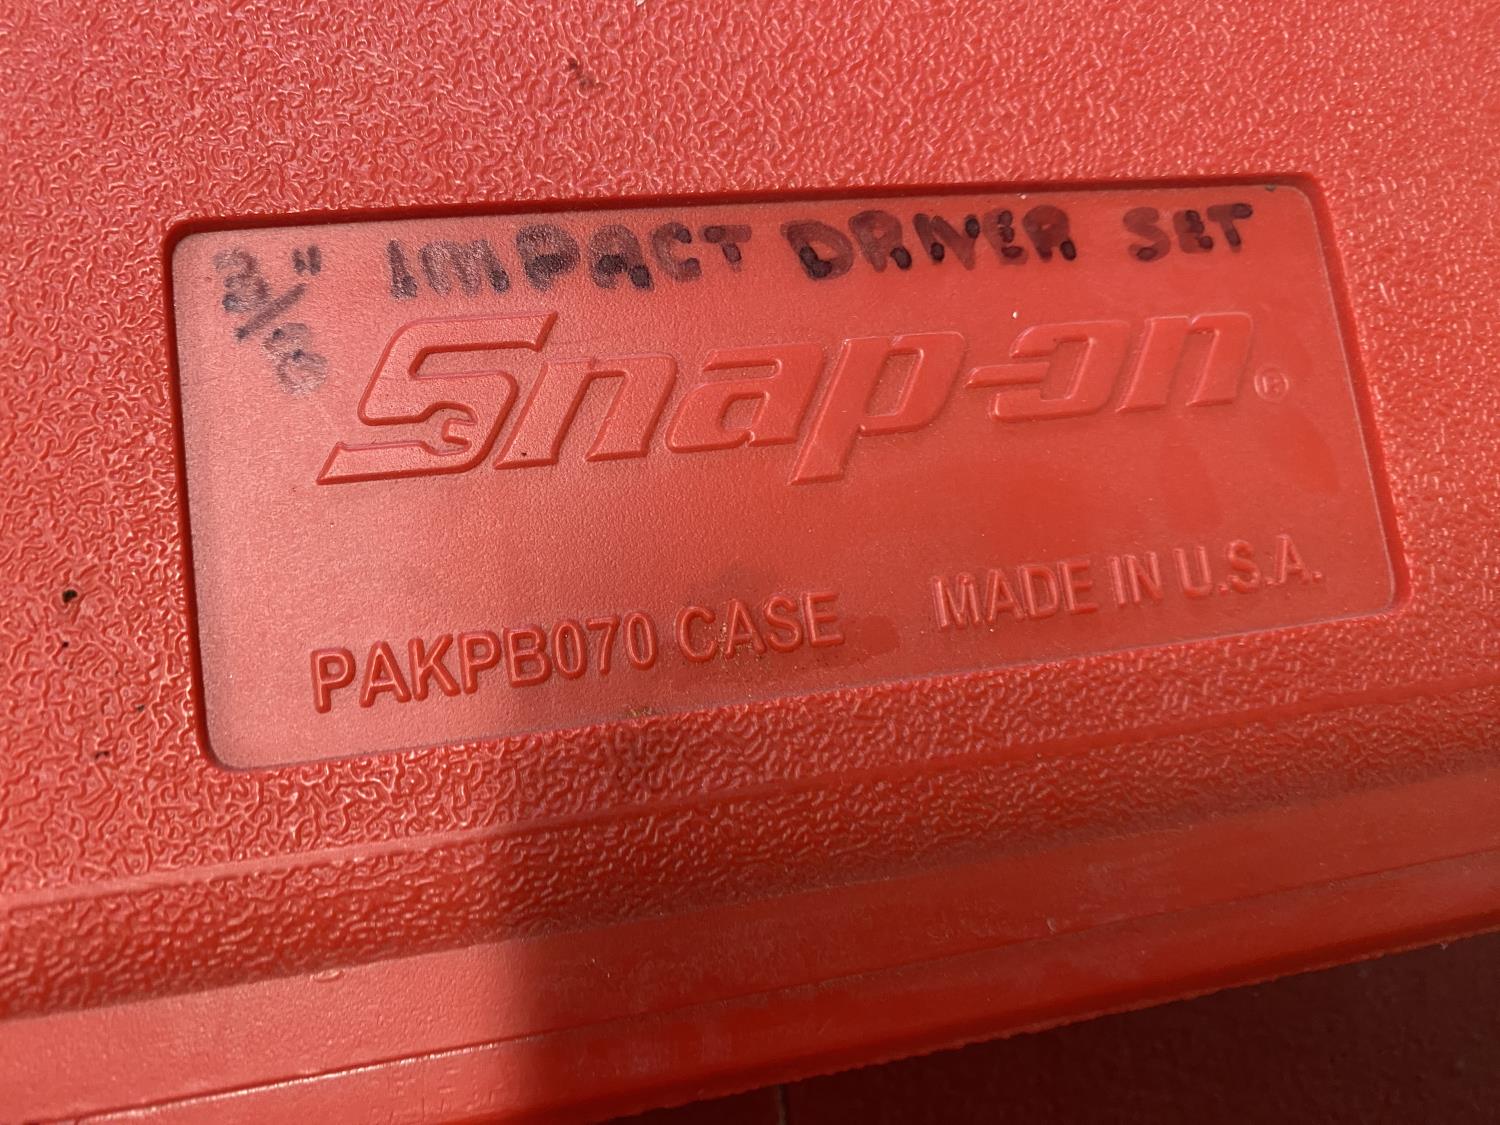 3/8" IMPACT DRIVER SET
Snap-on®
PAKPB070 CASE MADE IN U.S.A.